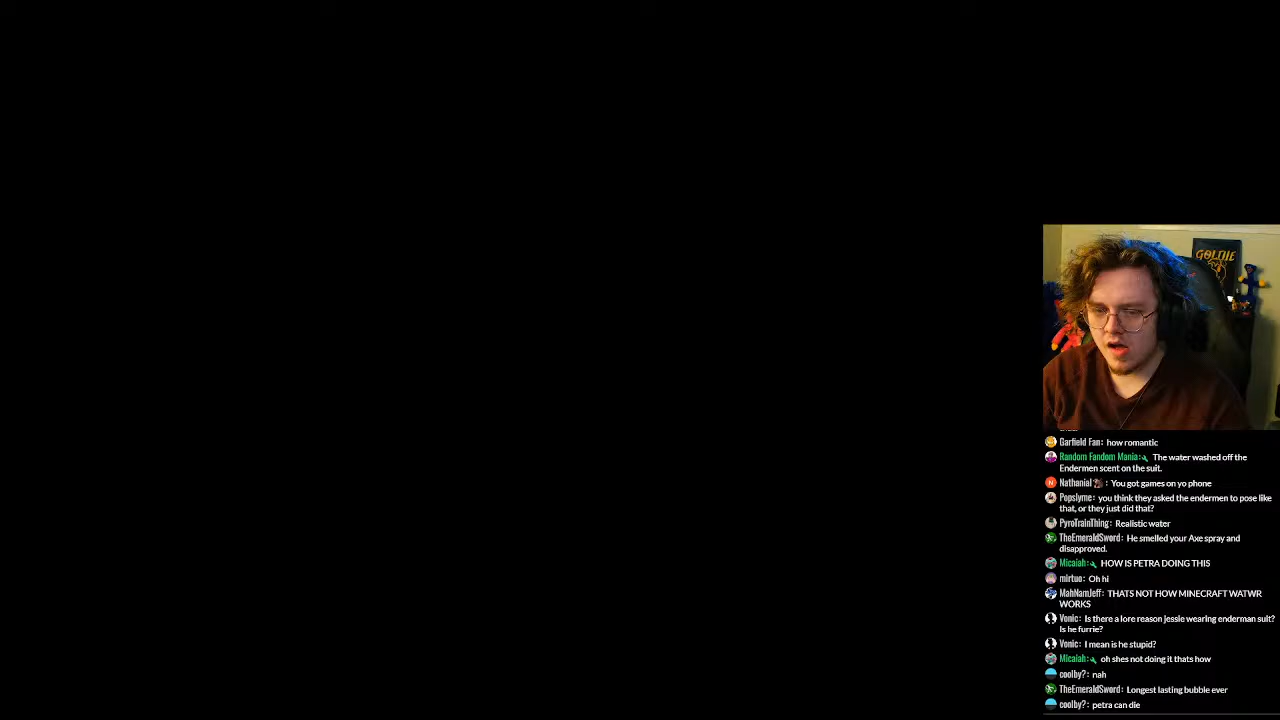 GOLDIE
Garfield Fan: how romantic
Random Fandom Mania: The water washed off the
Endermen scent on the suit.
Nathanial : You got games on yo phone
Popslyme: you think they asked the endermen to pose like
that, or they just did that?
PyroTrainThing: Realistic water
TheEmeraldSword: He smelled your Axe spray and
disapproved.
Micaiah: HOW IS PETRA DOING THIS
mirtuo: Oh hi
MahNamJeff: THATS NOT HOW MINECRAFT WATWR
WORKS
Vonic: Is there a lore reason jessie wearing enderman suit?
Is he furrie?
Vonic: I mean is he stupid?
Micaiah: oh shes not doing it thats how
coolby?: nah
TheEmeraldSword: Longest lasting bubble ever
coolby?: petra can die